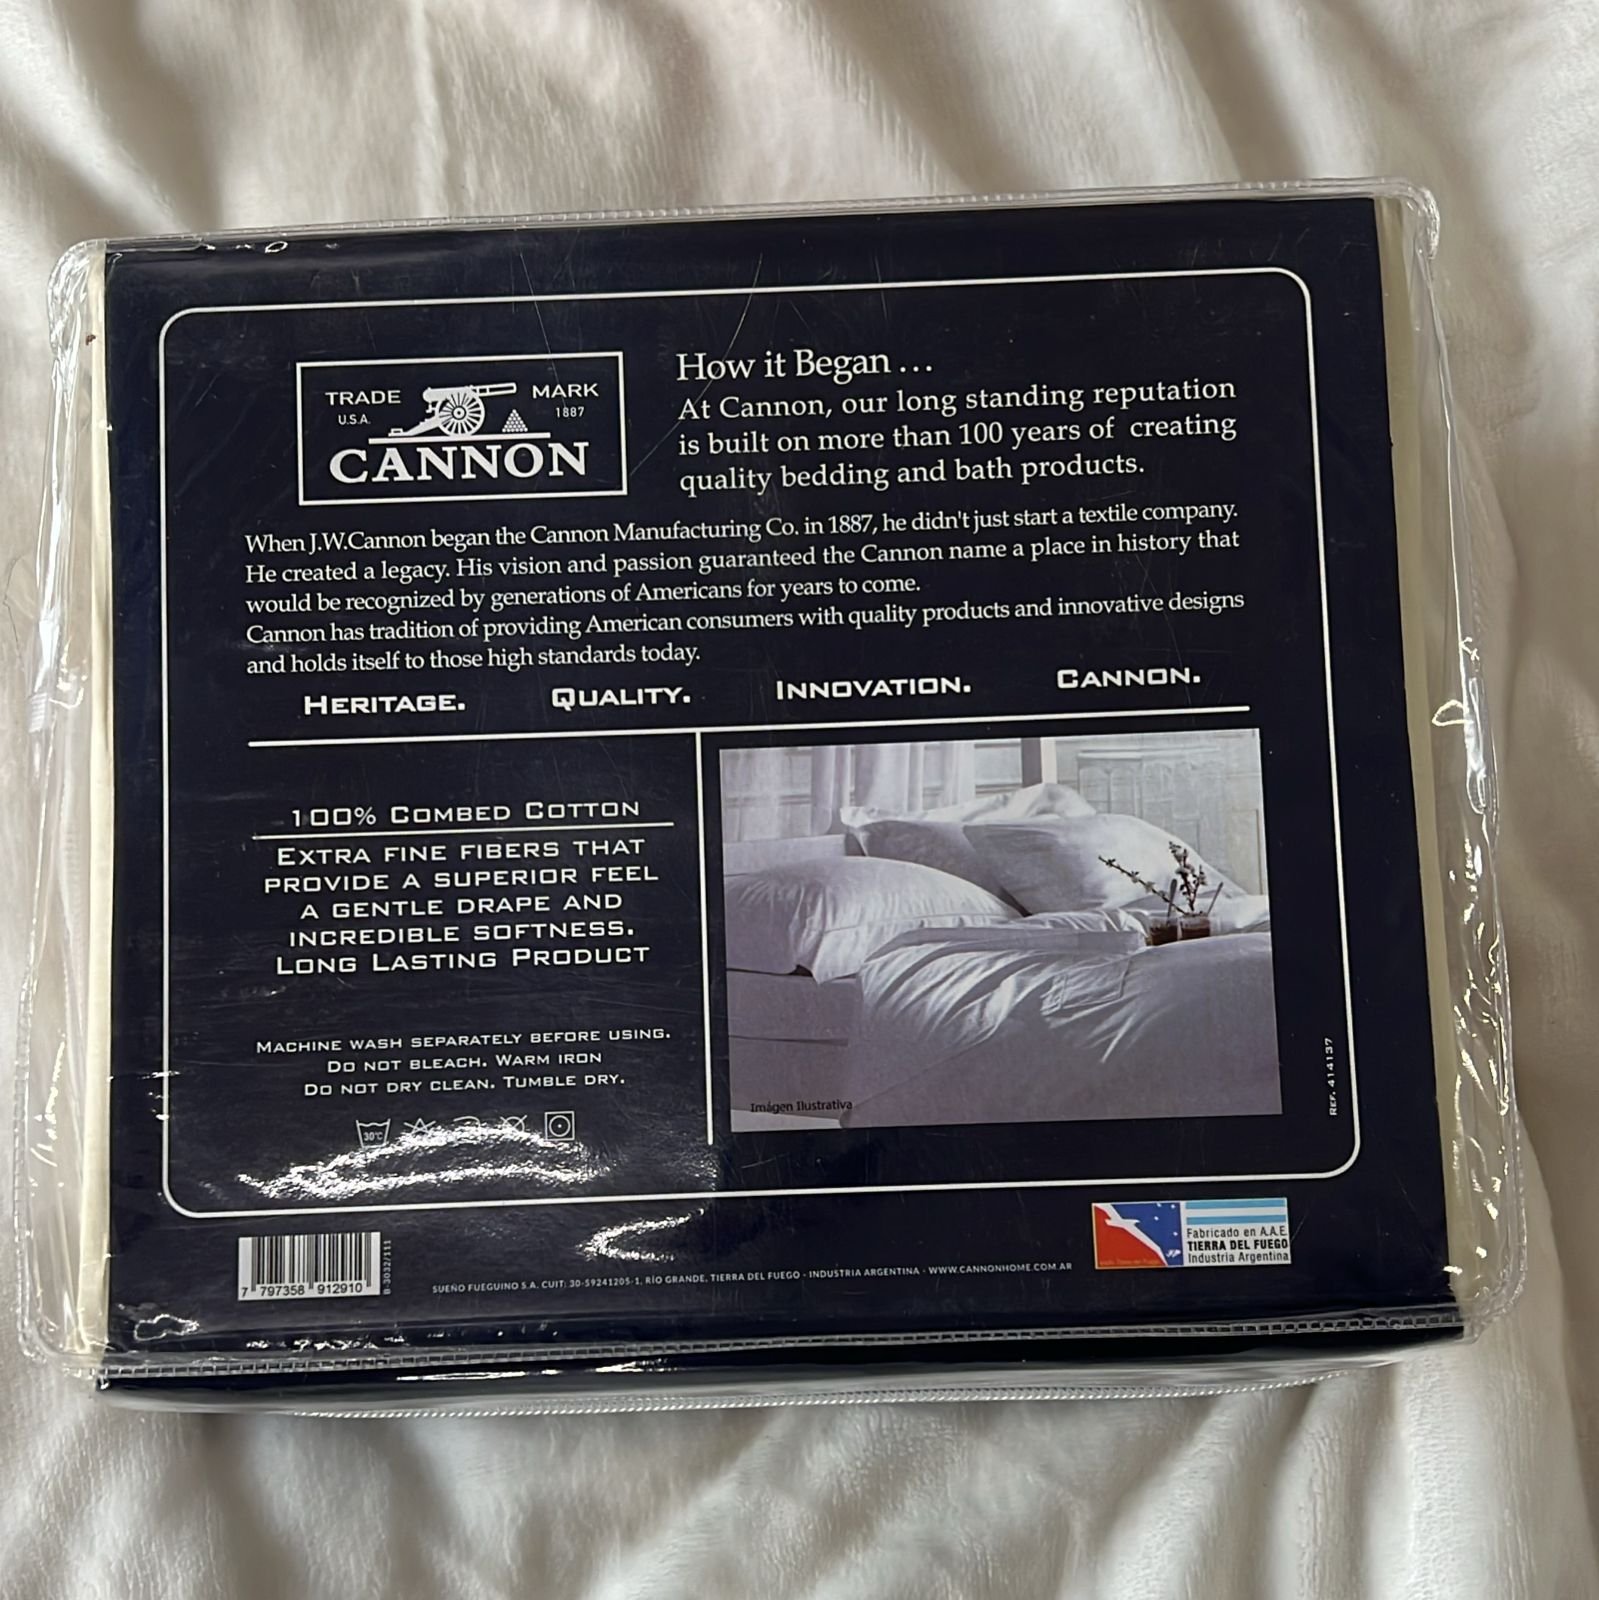 TRADE MARK
U.S.A. 1887
CANNON
How it Began ...
At Cannon, our long standing reputation
is built on more than 100 years of creating
quality bedding and bath products.
When J.W.Cannon began the Cannon Manufacturing Co. in 1887, he didn't just start a textile company.
He created a legacy. His vision and passion guaranteed the Cannon name a place in history that
would be recognized by generations of Americans for years to come.
Cannon has tradition of providing American consumers with quality products and innovative designs
and holds itself to those high standards today.
HERITAGE. QUALITY. INNOVATION. CANNON.
100% COMBED COTTON
EXTRA FINE FIBERS THAT
PROVIDE A SUPERIOR FEEL
A GENTLE DRAPE AND
INCREDIBLE SOFTNESS.
LONG LASTING PRODUCT
MACHINE WASH SEPARATELY BEFORE USING.
DO NOT BLEACH. WARM IRON
DO NOT DRY CLEAN. TUMBLE DRY.
30°C
Imágen Ilustrativa
REF. 414137
7 797358 912910
B-3032/111
SUEÑO FUEGUINO S.A. CUIT: 30-59241205-1, RÍO GRANDE, TIERRA DEL FUEGO - INDUSTRIA ARGENTINA - WWW.CANNONHOME.COM.AR
Fabricado en A.A.E.
TIERRA DEL FUEGO
Industria Argentina